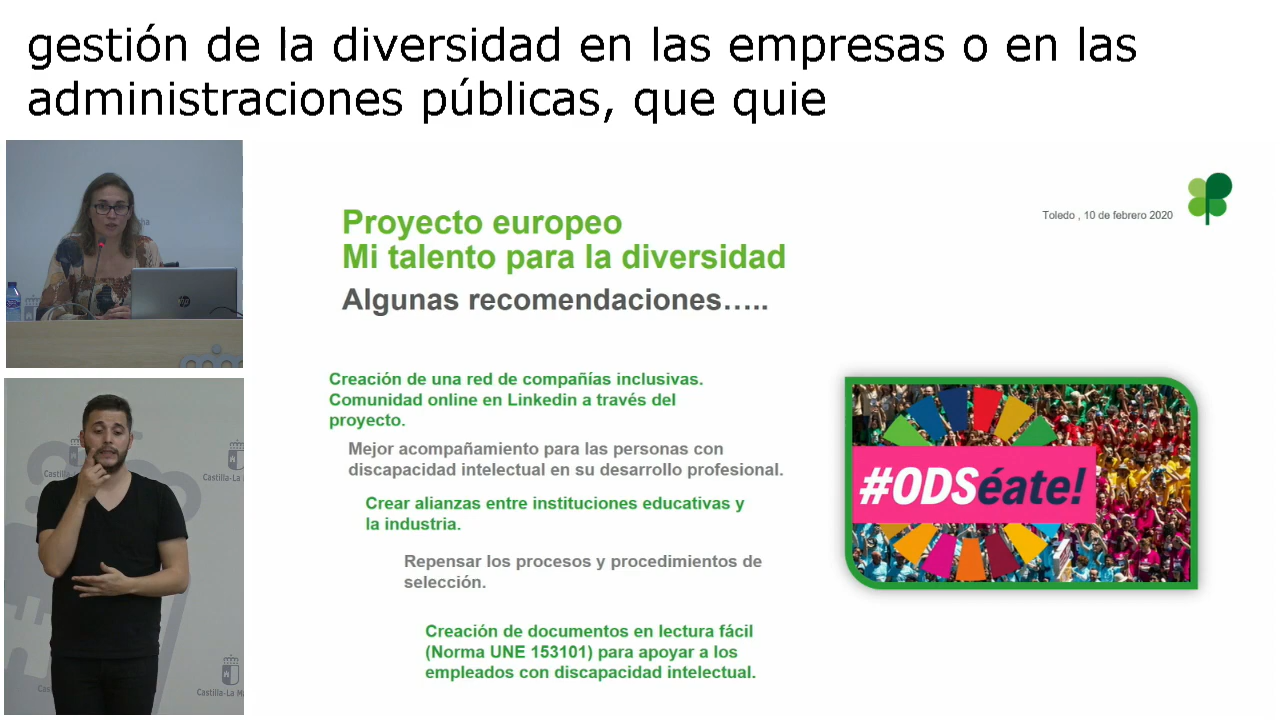 gestión de la diversidad en las empresas o en las
administraciones públicas, que quie
Toledo , 10 de febrero 2020
Proyecto europeo
Mi talento para la diversidad
Algunas recomendaciones…..
Creación de una red de compañías inclusivas.
Comunidad online en Linkedin a través del
proyecto.
Mejor acompañamiento para las personas con
discapacidad intelectual en su desarrollo profesional.
Crear alianzas entre instituciones educativas y
la industria.
Repensar los procesos y procedimientos de
selección.
Creación de documentos en lectura fácil
(Norma UNE 153101) para apoyar a los
empleados con discapacidad intelectual.
#ODSéate!
hp
Castilla-La M
Castilla-La Ma